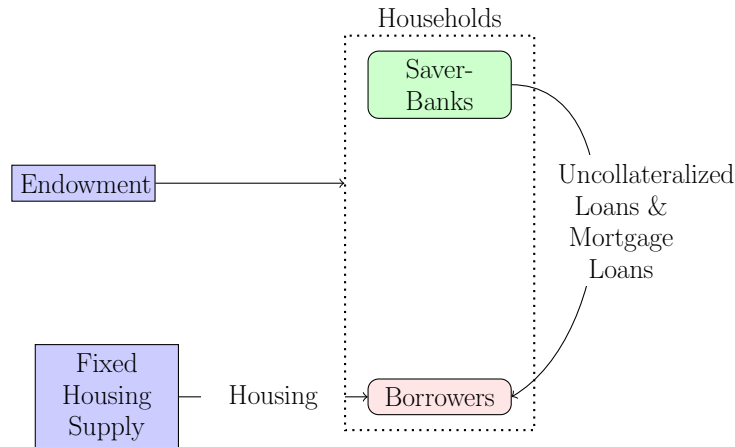 Households
Saver-
Banks
Endowment
Uncollateralized
Loans &
Mortgage
Loans
Fixed
Housing
Supply
Housing
Borrowers